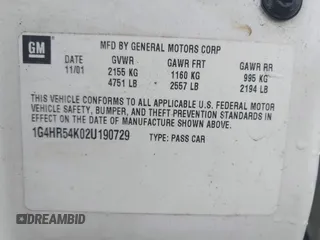 GM
MFD BY GENERAL MOTORS CORP
DATE GVWR GAWR FRT GAWR RR
11/01 2155 KG 1160 KG 995 KG
4751 LB 2557 LB 2194 LB
THIS VEHICLE CONFORMS TO ALL APPLICABLE U.S. FEDERAL MOTOR
VEHICLE SAFETY, BUMPER, AND THEFT PREVENTION STANDARDS IN
EFFECT ON THE DATE OF MANUFACTURE SHOWN ABOVE.
1G4HR54K02U190729 TYPE: PASS CAR
AUTOBIDMASTER